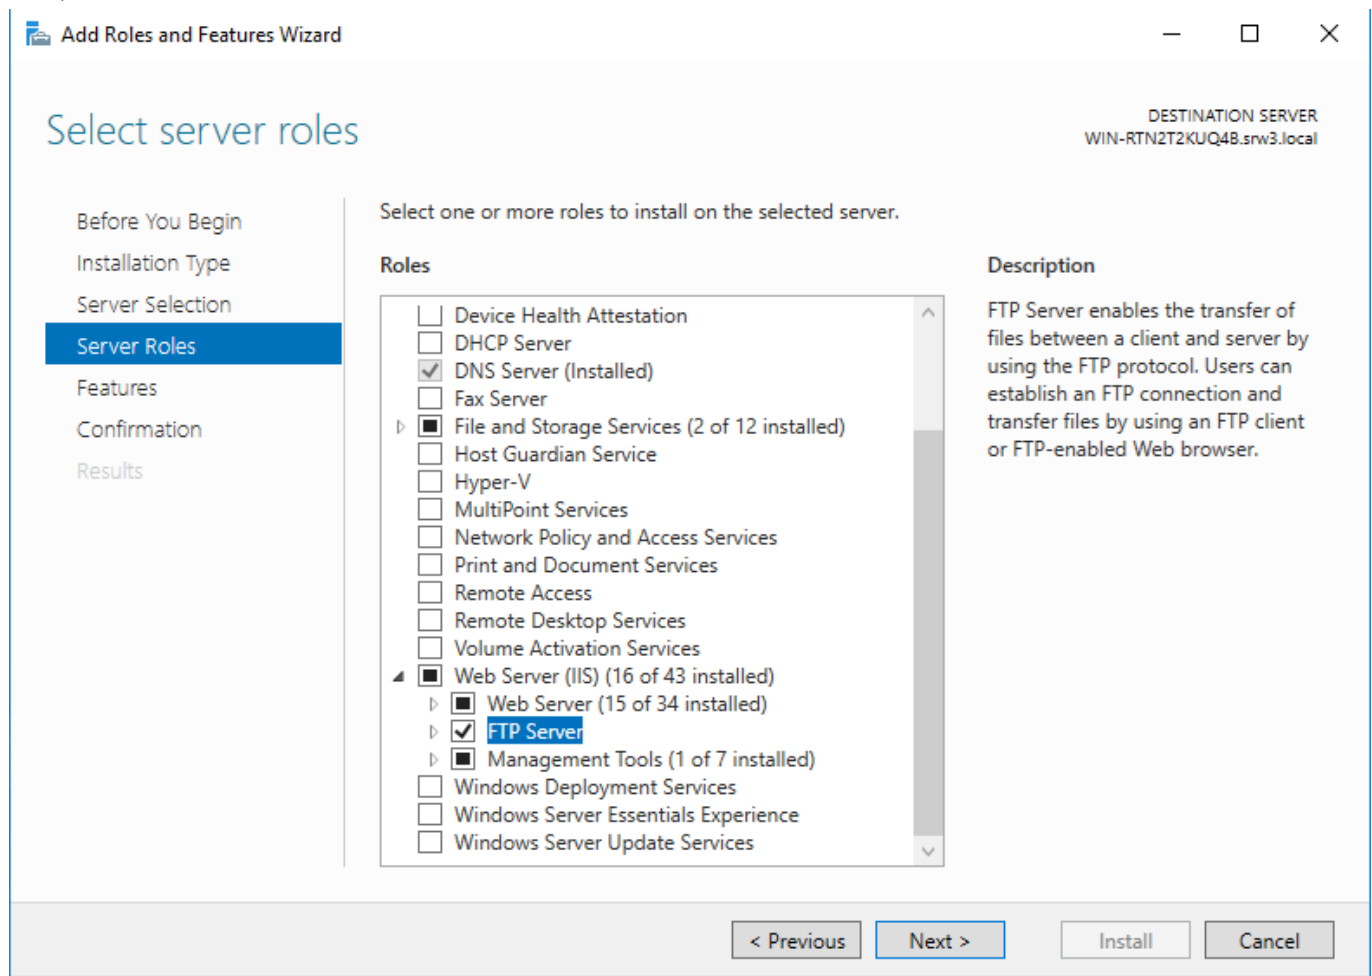 Add Roles and Features Wizard
Select server roles
DESTINATION SERVER
WIN-RTN2T2KUQ4B.srw3.local
Before You Begin
Installation Type
Server Selection
Server Roles
Features
Confirmation
Results
Select one or more roles to install on the selected server.
Roles
Device Health Attestation
DHCP Server
DNS Server (Installed)
Fax Server
File and Storage Services (2 of 12 installed)
Host Guardian Service
Hyper-V
MultiPoint Services
Network Policy and Access Services
Print and Document Services
Remote Access
Remote Desktop Services
Volume Activation Services
Web Server (IIS) (16 of 43 installed)
Web Server (15 of 34 installed)
FTP Server
Management Tools (1 of 7 installed)
Windows Deployment Services
Windows Server Essentials Experience
Windows Server Update Services
Description
FTP Server enables the transfer of
files between a client and server by
using the FTP protocol. Users can
establish an FTP connection and
transfer files by using an FTP client
or FTP-enabled Web browser.
< Previous
Next >
Install
Cancel